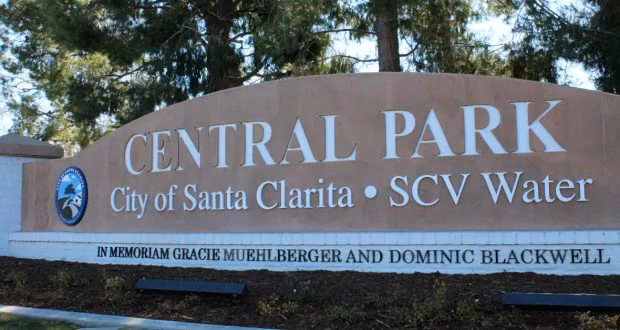 CENTRAL PARK
City of Santa Clarita • SCV Water
IN MEMORIAM GRACIE MUEHLBERGER AND DOMINIC BLACKWELL